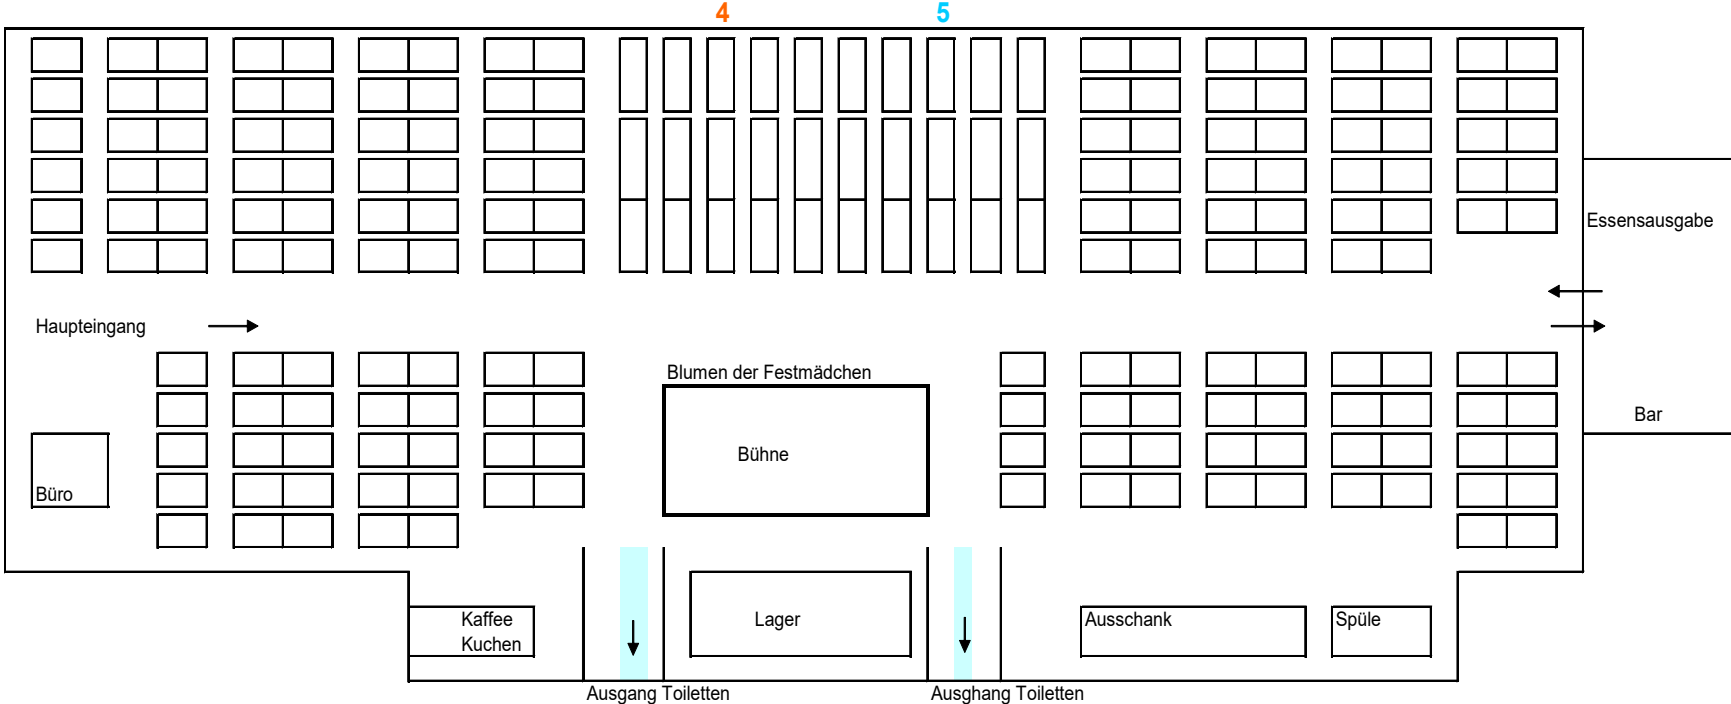 4
5
Essensausgabe
Haupteingang
Blumen der Festmädchen
Bar
Bühne
Büro
Kaffee
Kuchen
Lager
Ausschank
Spüle
Ausgang Toiletten
Ausghang Toiletten